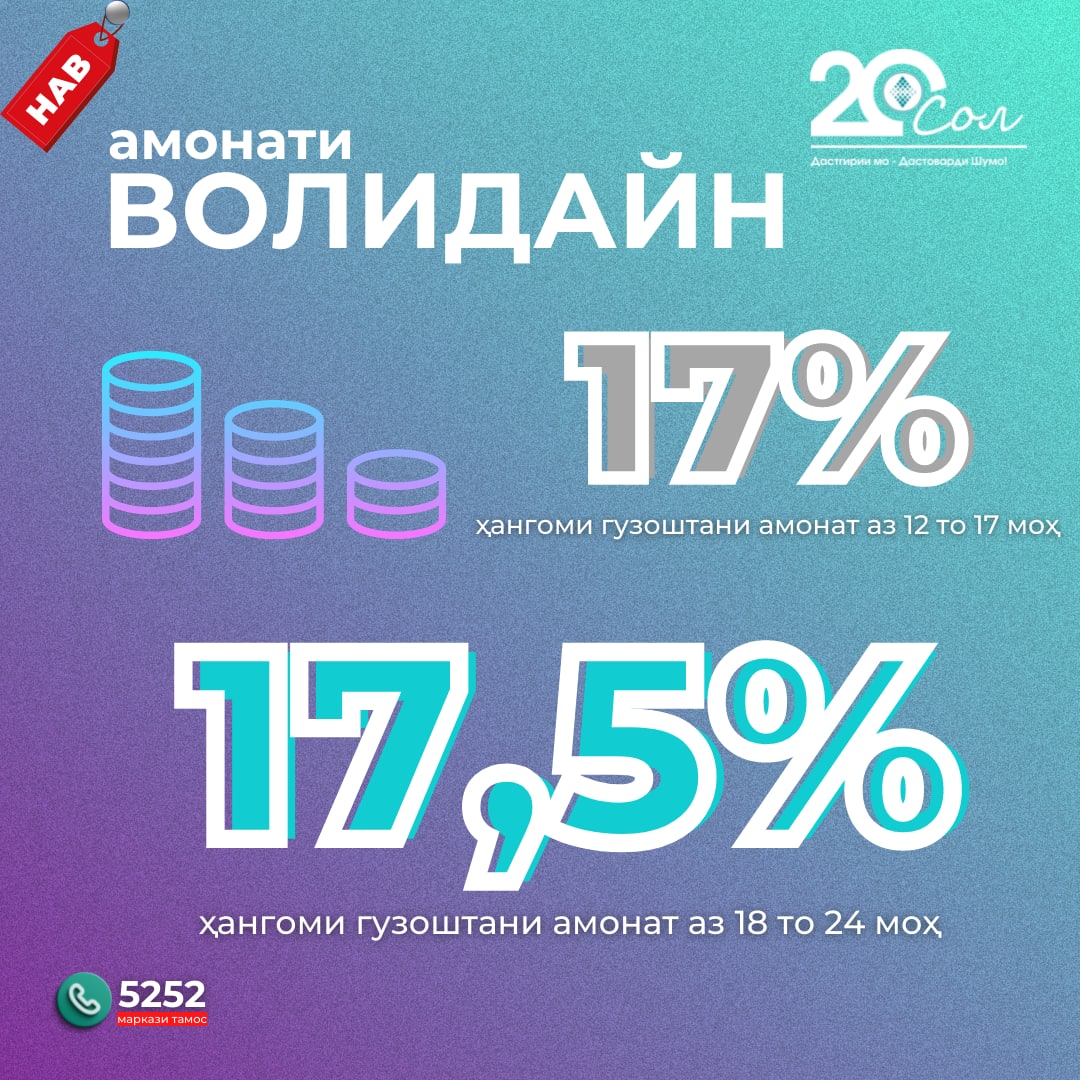 НАВ
20 Сол
Дастгирии мо - Дастоварди Шумо!
амонати
ВОЛИДАЙН
17%
ҳангоми гузоштани амонат аз 12 то 17 моҳ
17,5%
ҳангоми гузоштани амонат аз 18 то 24 моҳ
5252
маркази тамос